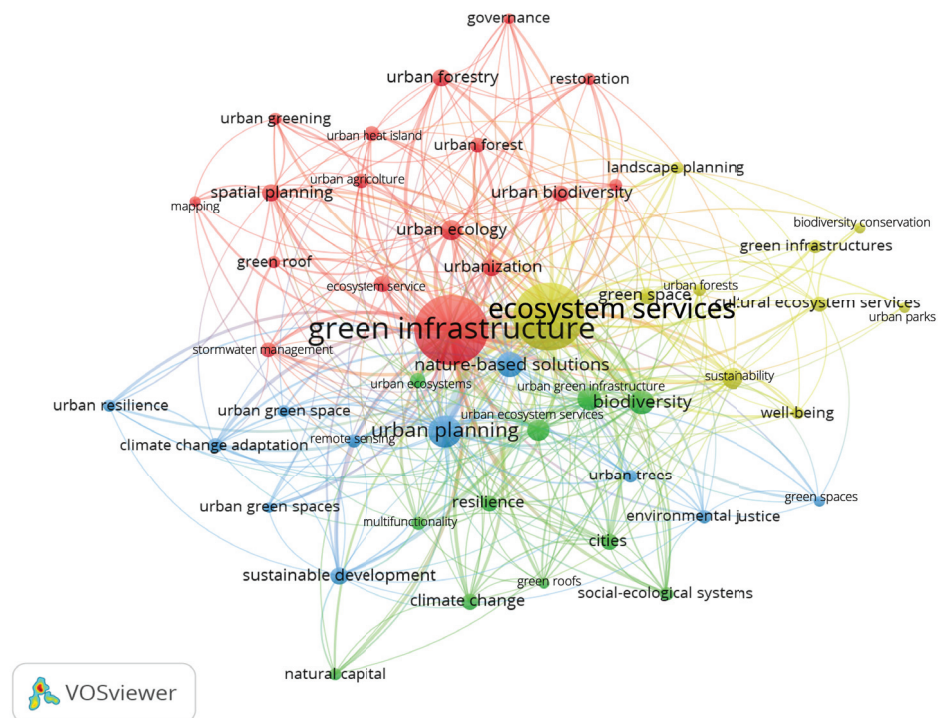 governance
urban forestry
restoration
urban greening
urban heat island
urban forest
landscape planning
urban agricolture
spatial planning
urban biodiversity
mapping
biodiversity conservation
urban ecology
green infrastructures
green roof
urbanization
ecosystem service
urban forests
green space
cultural ecosystem services
ecosystem services
urban parks
green infrastructure
stormwater management
nature-based solutions
urban ecosystems
urban green infrastructure
sustainability
biodiversity
urban resilience
urban green space
urban ecosystem services
well-being
urban planning
climate change adaptation
remote sensing
urban trees
green spaces
urban green spaces
resilience
environmental justice
multifunctionality
cities
sustainable development
green roofs
social-ecological systems
climate change
natural capital
VOSviewer